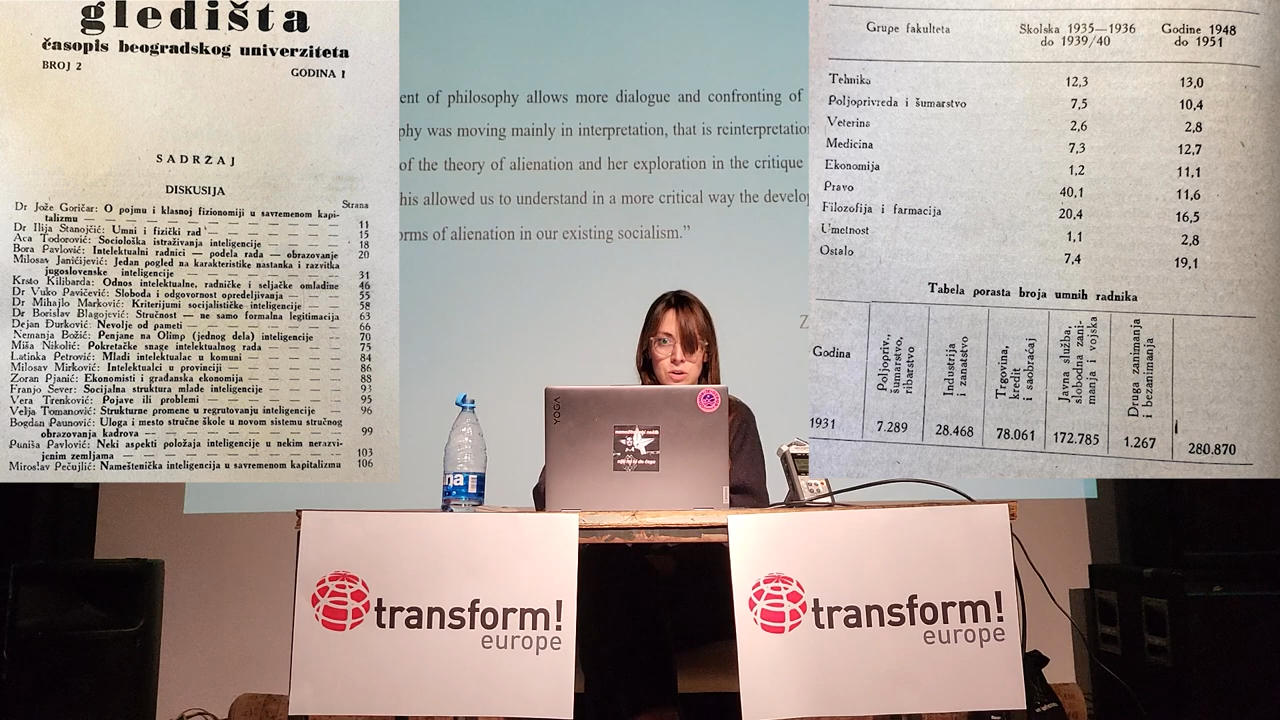 gledišta
časopis beogradskog univerziteta
BROJ 2
GODINA I
SADRŽAJ
DISKUSIJA
Strana
Dr Jože Goričar: O pojmu i klasnoj fizionomiji u savremenom kapi-
talizmu — 11
Dr Ilija Stanojčić: Umni i fizički rad — 15
Aca Todorović: Sociološka istraživanja inteligencije — 18
Bora Pavlović: Intelektualni radnici — podela rada — obrazovanje 20
Milosav Janićijević: Jedan pogled na karakteristike nastanka i razvitka
jugoslovenske inteligencije — 31
Krsto Kilibarda: Odnos intelektualne, radničke i seljačke omladine 46
Dr Vuko Pavićević: Sloboda i odgovornost opredeljivanja — 55
Dr Mihajlo Marković: Kriterijumi socijalističke inteligencije — 58
Dr Borislav Blagojević: Stručnost — ne samo formalna legitimacija 63
Dejan Đurković: Nevolje od pameti — 66
Nemanja Božić: Penjane na Olimp (jednog dela) inteligencije — 70
Miša Nikolić: Pokretačke snage intelektualnog rada — 75
Latinka Petrović: Mladi intelektualac u komuni — 84
Milosav Mirković: Intelektualci u provinciji — 86
Zoran Pjanić: Ekonomisti i građanska ekonomija — 88
Franjo Sever: Socijalna struktura mlađe inteligencije — 93
Vera Trenković: Pojave ili problemi — 95
Velja Tomanović: Strukturne promene u regrutovanju inteligencije 96
Bogdan Paunović: Uloga i mesto stručne škole u novom sistemu stručnog
obrazovanja kadrova — 99
Puniša Pavlović: Neki aspekti položaja inteligencije u nekim nerazvi-
jenim zemljama — 103
Miroslav Pečujlić: Nameštenička inteligencija u savremenom kapitalizmu 106
ent of philosophy allows more dialogue and confronting of
phy was moving mainly in interpretation, that is reinterpretation
of the theory of alienation and her exploration in the critique
his allowed us to understand in a more critical way the develop
orms of alienation in our existing socialism.”
Z
Grupe fakulteta Školska 1935—1936 do 1939/40 Godine 1948 do 1951
Tehnika 12,3 13,0
Poljoprivreda i šumarstvo 7,5 10,4
Veterina 2,6 2,8
Medicina 7,3 12,7
Ekonomija 1,2 11,1
Pravo 40,1 11,6
Filozofija i farmacija 20,4 16,5
Umetnost 1,1 2,8
Ostalo 7,4 19,1
Tabela porasta broja umnih radnika
Godina
Poljopriv., šumarstvo, ribarstvo
Industrija i zanatstvo
Trgovina, kredit i saobraćaj
Javna služba, slobodna zani- manja i vojska
Druga zanimanja i bezanimanja
1931 7.289 28.468 78.061 172.785 1.267 280.870
YOGA
transform!
europe
transform!
europe